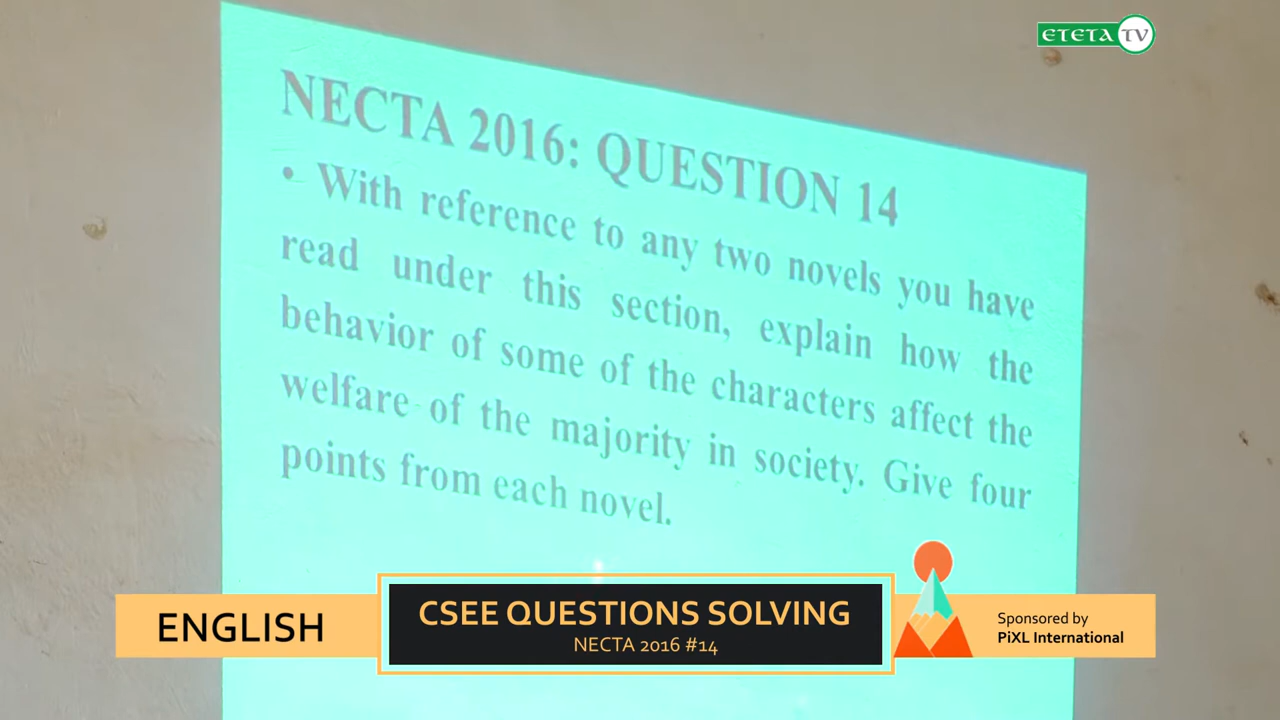 ETETA TV
NECTA 2016: QUESTION 14
• With reference to any two novels you have
read under this section, explain how the
behavior of some of the characters affect the
welfare of the majority in society. Give four
points from each novel.
ENGLISH
CSEE QUESTIONS SOLVING
NECTA 2016 #14
Sponsored by
PiXL International